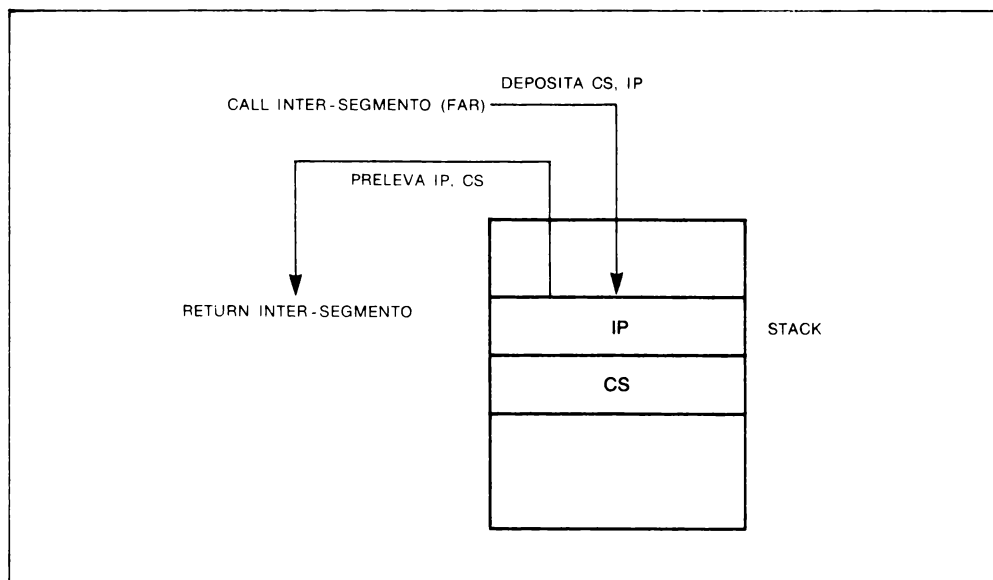 DEPOSITA CS, IP
CALL INTER-SEGMENTO (FAR)
PRELEVA IP, CS
RETURN INTER-SEGMENTO
IP
STACK
CS